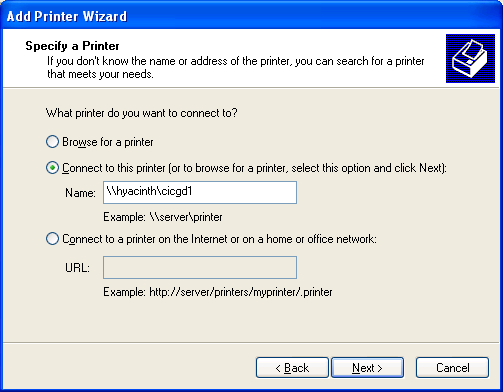 Add Printer Wizard
Specify a Printer
If you don't know the name or address of the printer, you can search for a printer
that meets your needs.
What printer do you want to connect to?
Browse for a printer
Connect to this printer (or to browse for a printer, select this option and click Next):
Name: \\hyacinth\cicgd1
Example: \\server\printer
Connect to a printer on the Internet or on a home or office network:
URL:
Example: http://server/printers/myprinter/.printer
< Back Next > Cancel